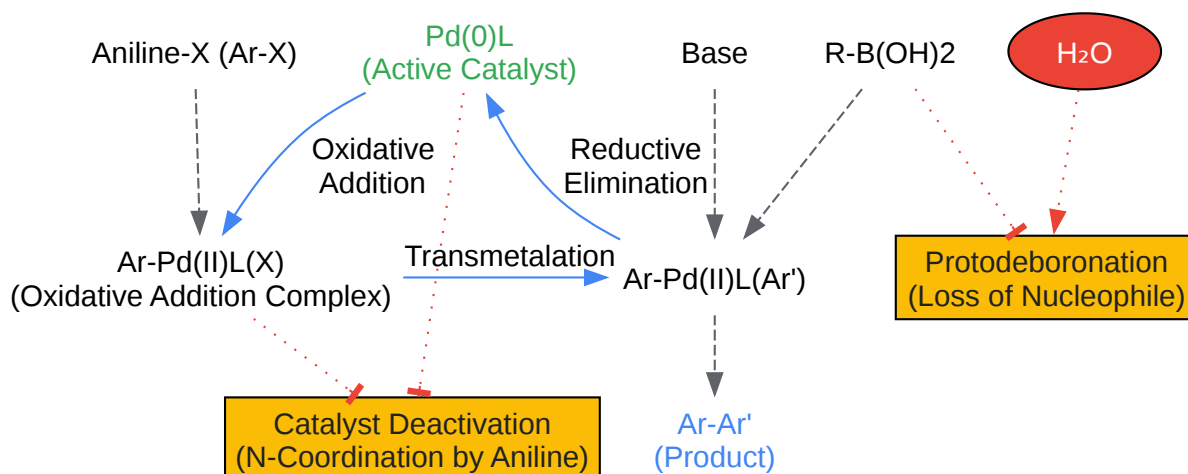 Aniline-X (Ar-X)
Pd(0)L
(Active Catalyst)
Base
R-B(OH)2
H₂O
Oxidative
Addition
Reductive
Elimination
Ar-Pd(II)L(X)
(Oxidative Addition Complex)
Transmetalation
Ar-Pd(II)L(Ar')
Protodeboronation
(Loss of Nucleophile)
Catalyst Deactivation
(N-Coordination by Aniline)
Ar-Ar'
(Product)